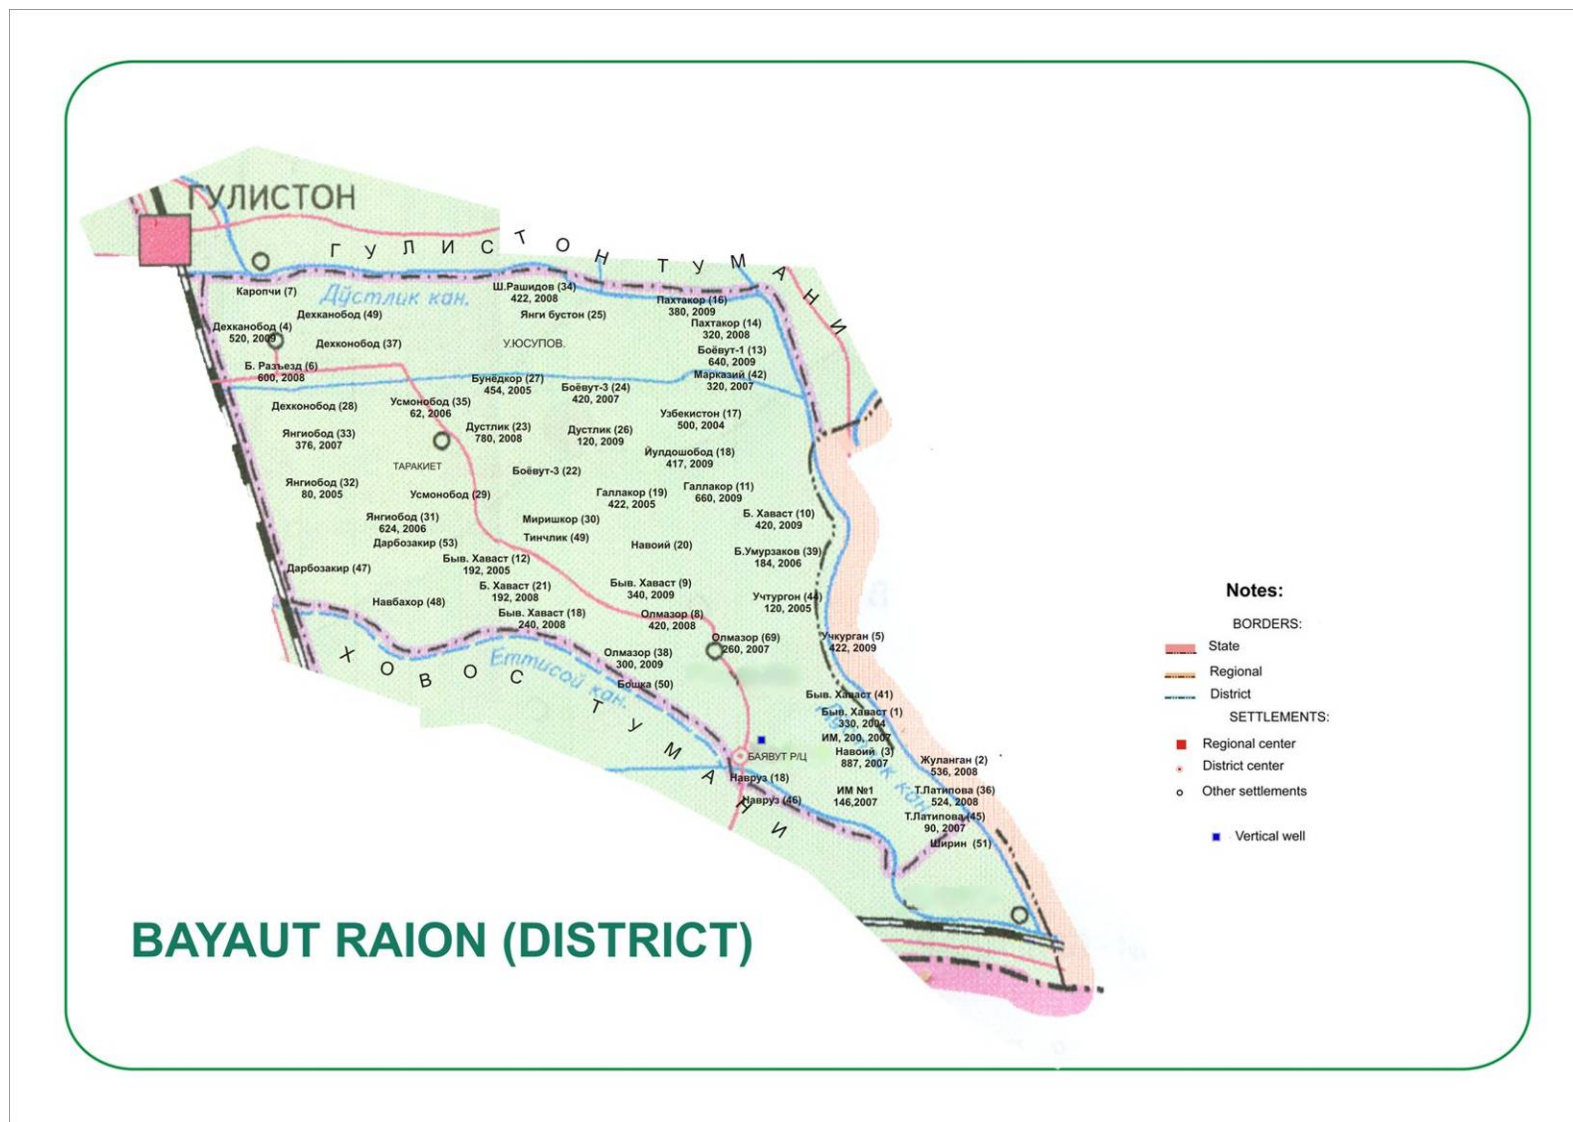 ГУЛИСТОН
ГУЛИСТОН ТУМАНИ
Каропчи (7)
Дўстлик кан.
Ш.Рашидов (34)
422, 2008
Пахтакор (16)
380, 2009
Дехканобод (49)
Янги бустон (25)
Пахтакор (14)
320, 2008
Дехканобод (4)
520, 2009
Дехконобод (37)
У.ЮСУПОВ.
Боёвут-1 (13)
640, 2009
Б. Разъезд (6)
600, 2008
Бунёдкор (27)
454, 2005
Боёвут-3 (24)
420, 2007
Марказий (42)
320, 2007
Дехконобод (28)
Усмонобод (35)
62, 2006
Узбекистон (17)
500, 2004
Янгиобод (33)
376, 2007
Дустлик (23)
780, 2008
Дустлик (26)
120, 2009
Йулдошобод (18)
417, 2009
ТАРАКИЕТ
Боёвут-3 (22)
Янгиобод (32)
80, 2005
Усмонобод (29)
Галлакор (19)
422, 2005
Галлакор (11)
660, 2009
Янгиобод (31)
624, 2006
Миришкор (30)
Б. Хаваст (10)
420, 2009
Дарбозакир (53)
Тинчлик (49)
Навоий (20)
Б.Умурзаков (39)
184, 2006
Дарбозакир (47)
Быв. Хаваст (12)
192, 2005
Быв. Хаваст (9)
340, 2009
Навбахор (48)
Б. Хаваст (21)
192, 2008
Учтургон (44)
120, 2005
Быв. Хаваст (18)
240, 2008
Олмазор (8)
420, 2008
Олмазор (69)
260, 2007
Учкурган (5)
422, 2009
ХОВОС ТУМАНИ
Еттисой кан.
Олмазор (38)
300, 2009
Бошка (50)
Быв. Хаваст (41)
Быв. Хаваст (1)
330, 2004
ИМ, 200, 2007
Навоий (3)
887, 2007
БАЯВУТ Р/Ц
Жуланган (2)
536, 2008
Навруз (18)
Навруз (46)
ИМ №1
146,2007
кан.
Т.Латипова (36)
524, 2008
Т.Латипова (45)
90, 2007
Ширин (51)
BAYAUT RAION (DISTRICT)
Notes:
BORDERS:
State
Regional
District
SETTLEMENTS:
Regional center
District center
Other settlements
Vertical well